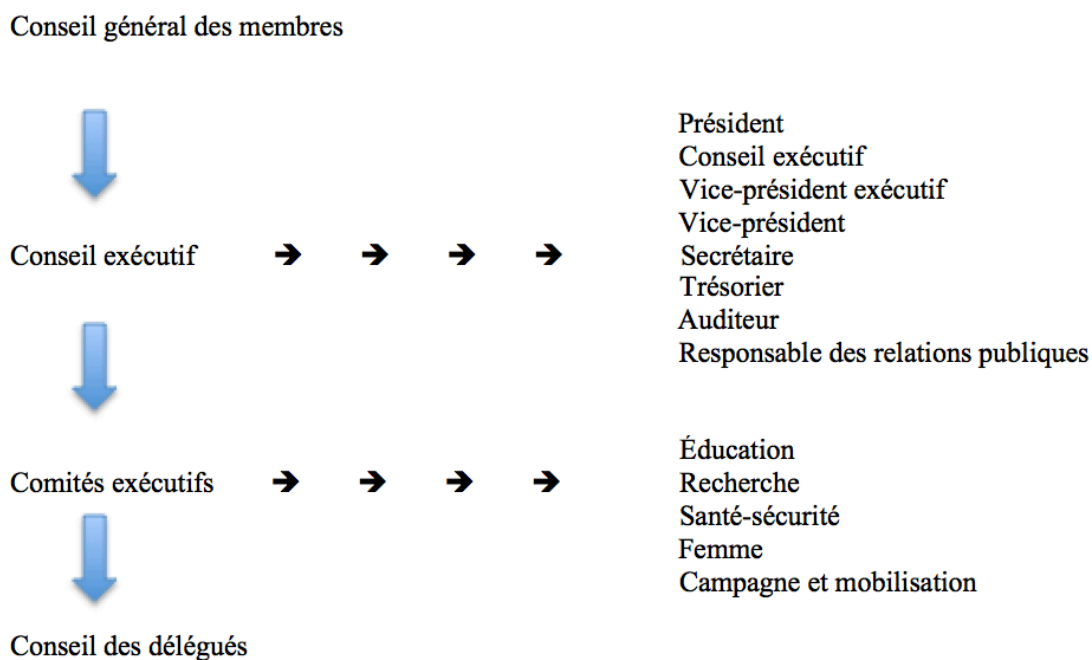 Conseil général des membres
Président
Conseil exécutif
Vice-président exécutif
Vice-président
Conseil exécutif ➔ ➔ ➔ ➔ Secrétaire
Trésorier
Auditeur
Responsable des relations publiques
Éducation
Comités exécutifs ➔ ➔ ➔ ➔ Recherche
Santé-sécurité
Femme
Campagne et mobilisation
Conseil des délégués